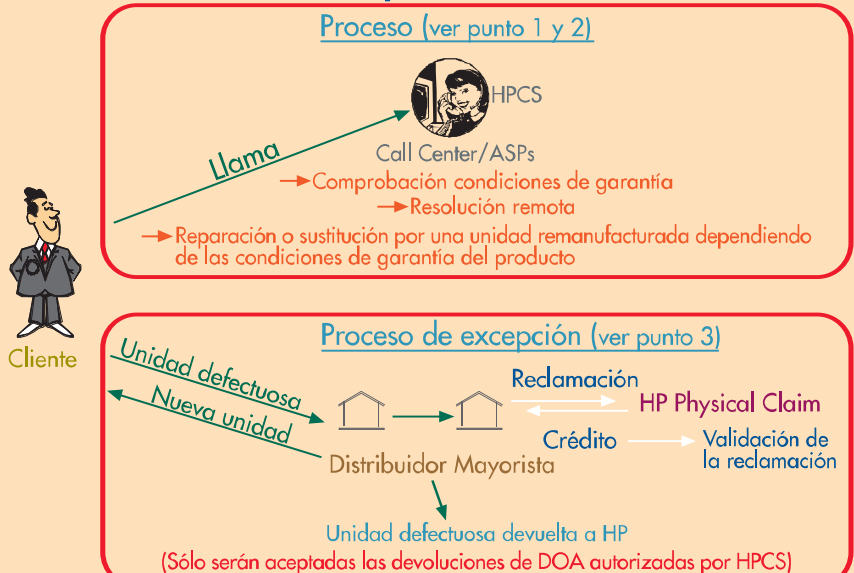 Proceso (ver punto 1 y 2)
HPCS
Llama
Call Center/ASPs
Comprobación condiciones de garantía
Resolución remota
Reparación o sustitución por una unidad remanufacturada dependiendo
de las condiciones de garantía del producto
Cliente
Proceso de excepción (ver punto 3)
Unidad defectuosa
Nueva unidad
Reclamación
HP Physical Claim
Crédito
Validación de
la reclamación
Distribuidor Mayorista
Unidad defectuosa devuelta a HP
(Sólo serán aceptadas las devoluciones de DOA autorizadas por HPCS)